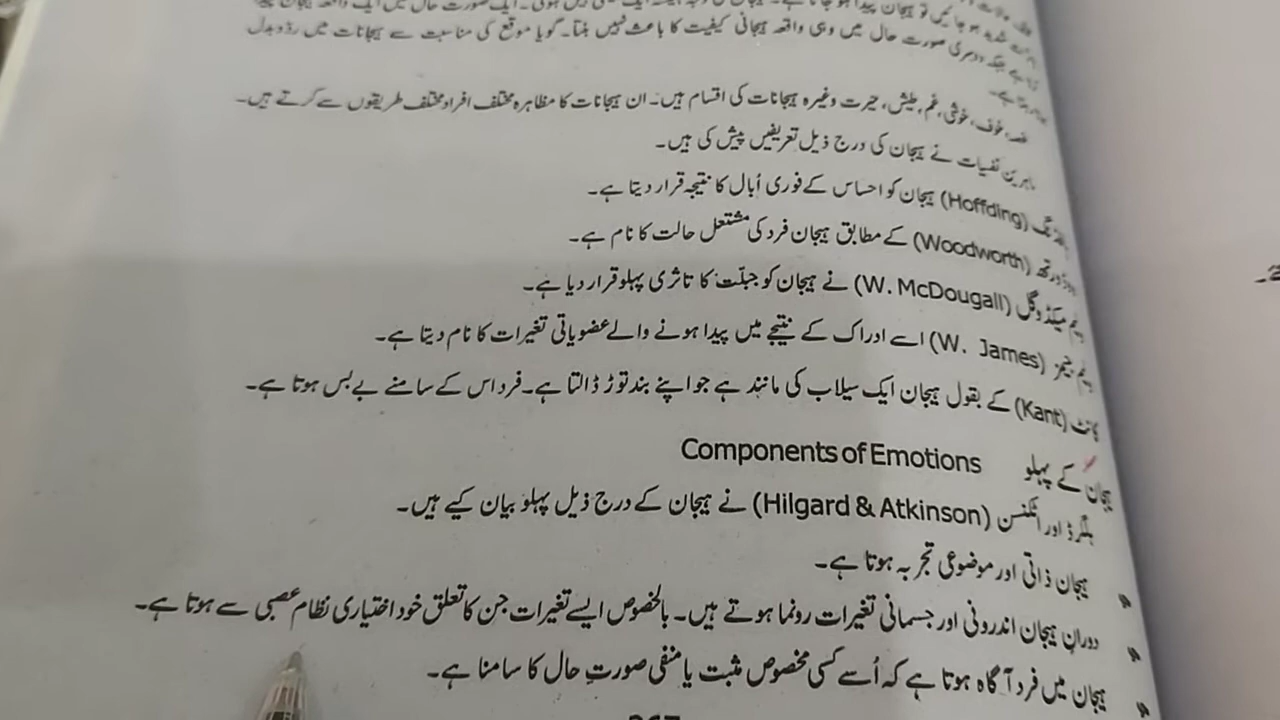 دوسری صورت حال میں وہی واقعہ ہیجانی کیفیت کا باعث نہیں بنتا۔ گویا موقع کی مناسبت سے ہیجانات میں ردوبدل
غصہ، خوف، خوشی، غم، طیش، حیرت وغیرہ ہیجانات کی اقسام ہیں۔ ان ہیجانات کا مظاہرہ مختلف افراد مختلف طریقوں سے کرتے ہیں۔
ماہرین نفسیات نے ہیجان کی درج ذیل تعریفیں پیش کی ہیں۔
(Hoffding) ہیجان کو احساس کے فوری اُبال کا نتیجہ قرار دیتا ہے۔
ووڈورتھ (Woodworth) کے مطابق ہیجان فرد کی مشتعل حالت کا نام ہے۔
میکڈوگل (W. McDougall) نے ہیجان کو جبلّت کا تاثری پہلو قرار دیا ہے۔
جیمز (W. James) اسے ادراک کے نتیجے میں پیدا ہونے والے عضویاتی تغیرات کا نام دیتا ہے۔
کانٹ (Kant) کے بقول ہیجان ایک سیلاب کی مانند ہے جو اپنے بند توڑ ڈالتا ہے۔ فرد اس کے سامنے بے بس ہوتا ہے۔
ہیجان کے پہلو Components of Emotions
ہلگرڈ اور اٹکنسن (Hilgard & Atkinson) نے ہیجان کے درج ذیل پہلو بیان کیے ہیں۔
ہیجان ذاتی اور موضوعی تجربہ ہوتا ہے۔
دورانِ ہیجان اندرونی اور جسمانی تغیرات رونما ہوتے ہیں۔ بالخصوص ایسے تغیرات جن کا تعلق خود اختیاری نظام عصبی سے ہوتا ہے۔
ہیجان میں فرد آگاہ ہوتا ہے کہ اُسے کسی مخصوص مثبت یا منفی صورتِ حال کا سامنا ہے۔